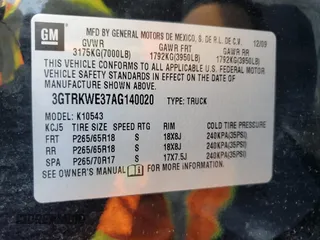 GM
MFD BY GENERAL MOTORS DE MEXICO, S. DE R.L. DE C.V. 12/09
GVWR GAWR FRT GAWR RR
3175KG(7000LB) 1792KG(3950LB) 1792KG(3950LB)
THIS VEHICLE CONFORMS TO ALL APPLICABLE U.S. FEDERAL MOTOR
VEHICLE SAFETY STANDARDS IN EFFECT ON THE DATE OF
MANUFACTURE SHOWN ABOVE.
3GTRKWE37AG140020 TYPE: TRUCK
MODEL: K10543
KCJ5 TIRE SIZE SPEED RTG RIM COLD TIRE PRESSURE
FRT P265/65R18 S 18X8J 240KPA(35PSI)
RR P265/65R18 S 18X8J 240KPA(35PSI)
SPA P265/70R17 S 17X7.5J 240KPA(35PSI)
SEE OWNER'S MANUAL FOR ADDITIONAL INFORMATION.